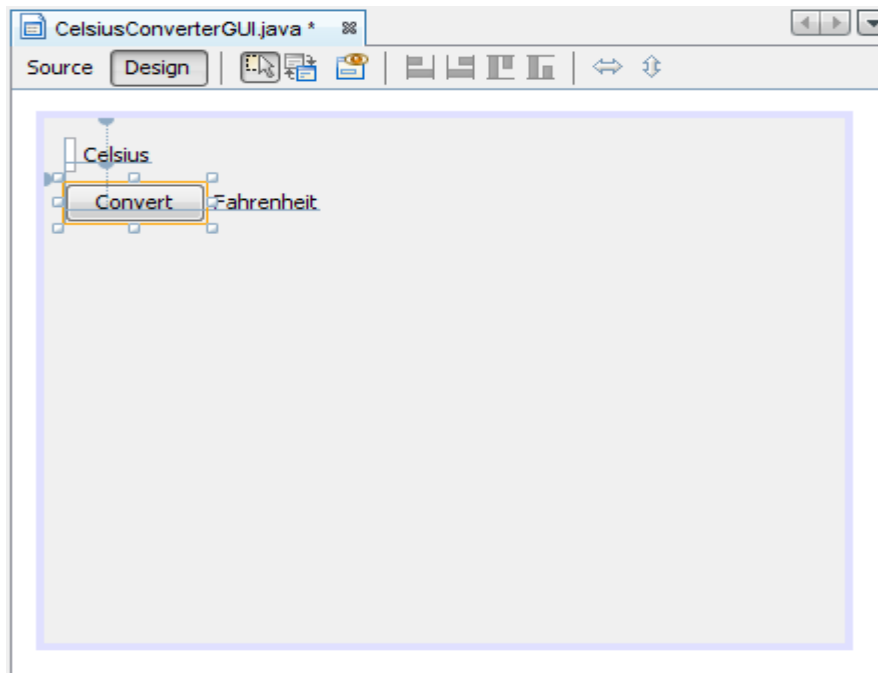 CelsiusConverterGUI.java *
Source Design
Celsius
Convert Fahrenheit